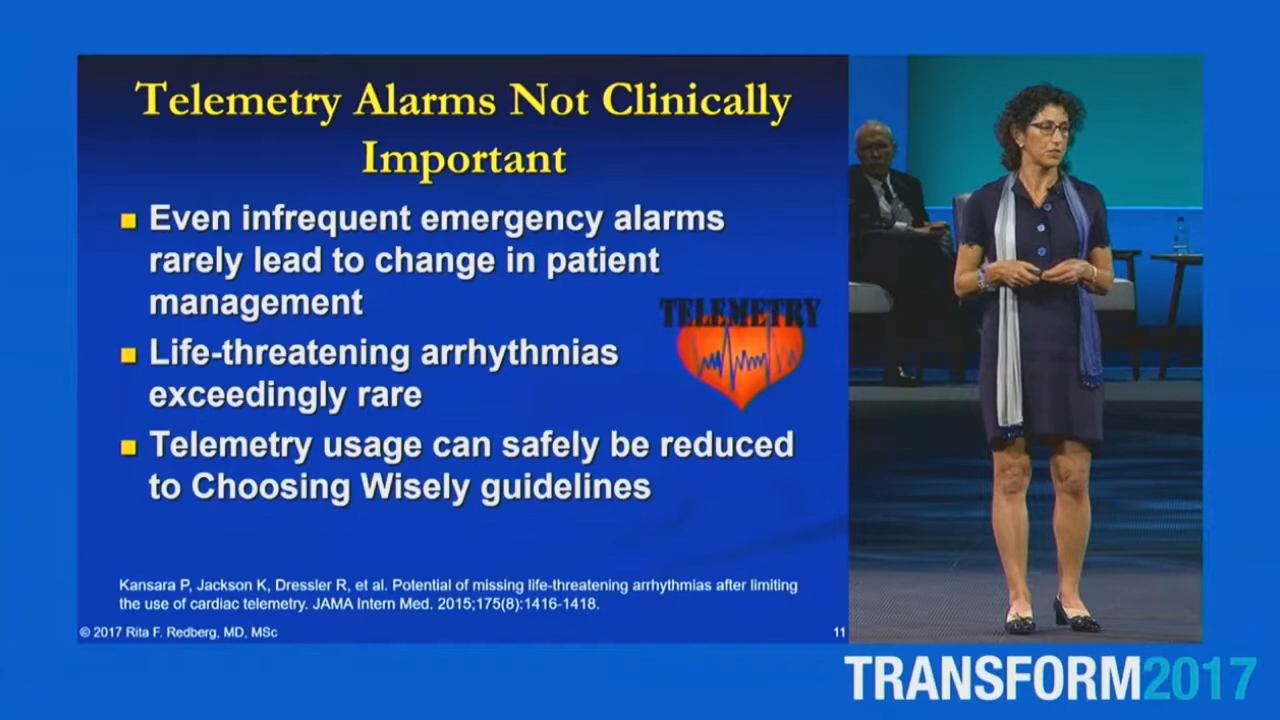 Telemetry Alarms Not Clinically
Important
Even infrequent emergency alarms
rarely lead to change in patient
management
Life-threatening arrhythmias
exceedingly rare
TELEMETRY
Telemetry usage can safely be reduced
to Choosing Wisely guidelines
Kansara P, Jackson K, Dressler R, et al. Potential of missing life-threatening arrhythmias after limiting
the use of cardiac telemetry. JAMA Intern Med. 2015;175(8):1416-1418.
© 2017 Rita F. Redberg, MD, MSc
11
TRANSFORM2017